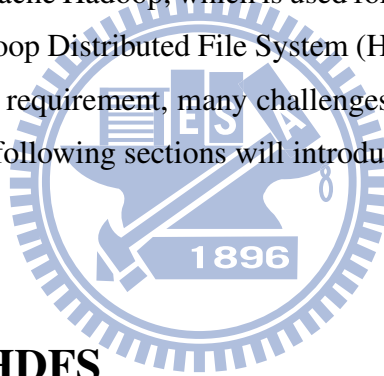 ache Hadoop, which is used for
oop Distributed File System (H
requirement, many challenges
E S A
following sections will introdu
8
1896
HDFS